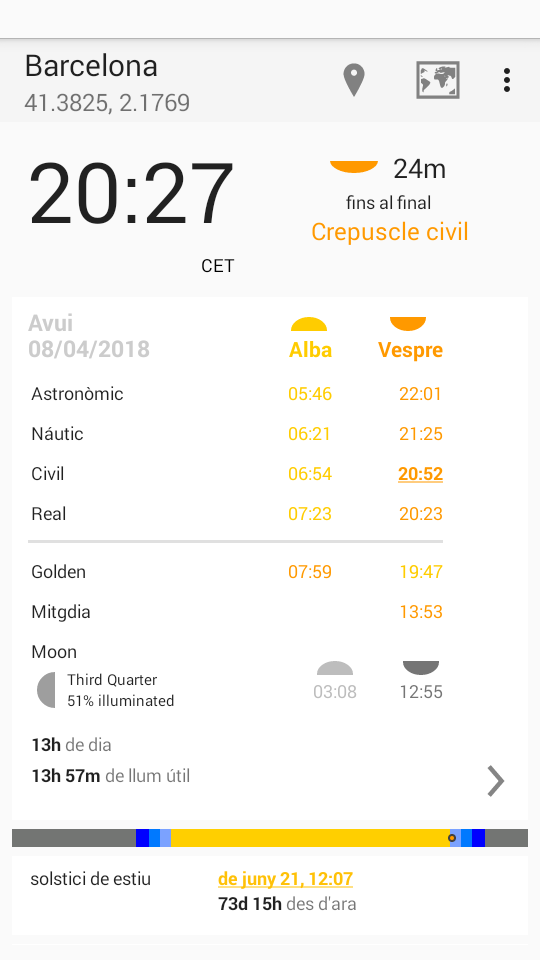 Barcelona
41.3825, 2.1769
20:27
CET
24m
fins al final
Crepuscle civil
Avui
08/04/2018
Alba Vespre
Astronòmic 05:46 22:01
Náutic 06:21 21:25
Civil 06:54 20:52
Real 07:23 20:23
Golden 07:59 19:47
Mitgdia 13:53
Moon
Third Quarter
51% illuminated
03:08 12:55
13h de dia
13h 57m de llum útil
solstici de estiu de juny 21, 12:07
73d 15h des d'ara